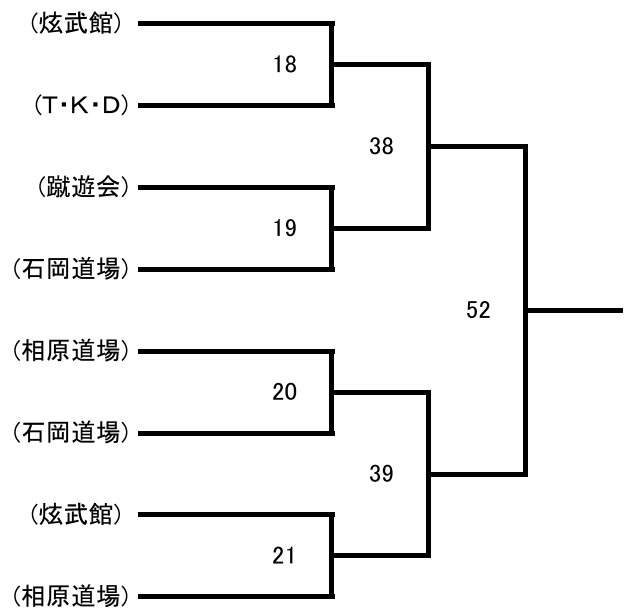 (炫武館)
18
(T・K・D)
38
(蹴遊会)
19
(石岡道場)
52
(相原道場)
20
(石岡道場)
39
(炫武館)
21
(相原道場)